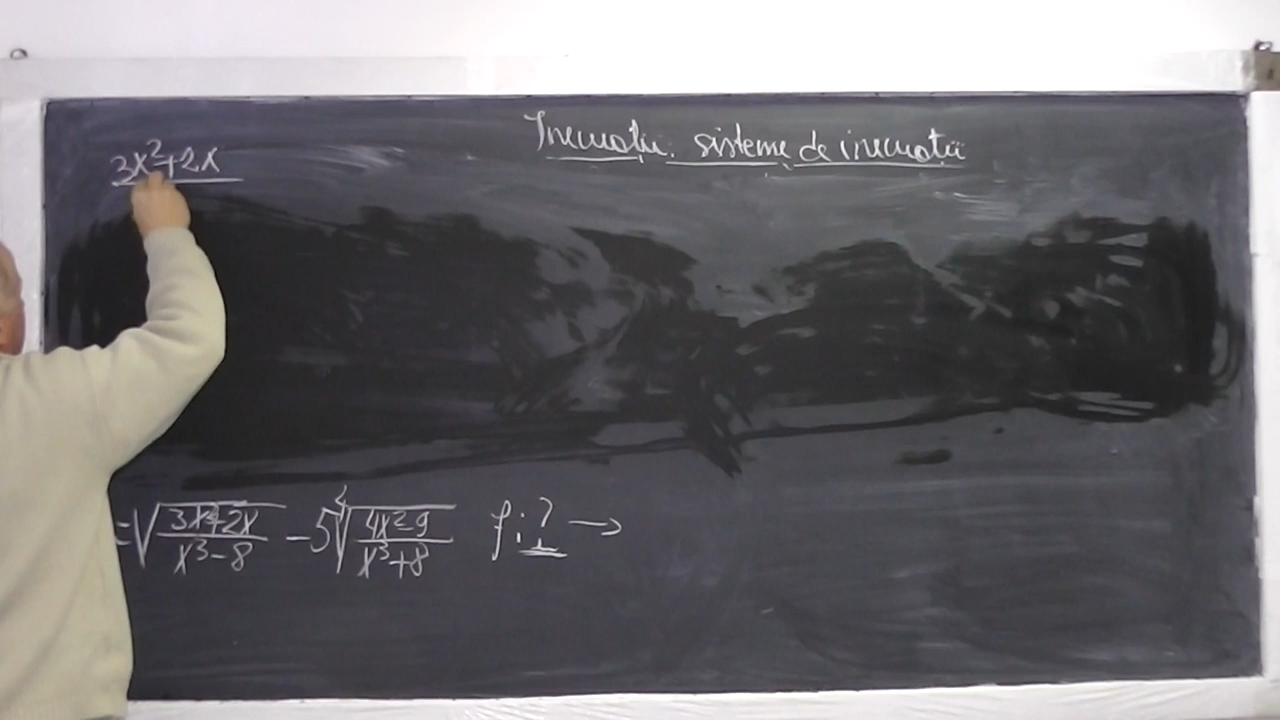 Inecuații. sisteme de inecuații
3x²+2x
=√((3x²+2x)/(x³-8)) - 5∜((4x²-9)/(x³+8)) f: ? →